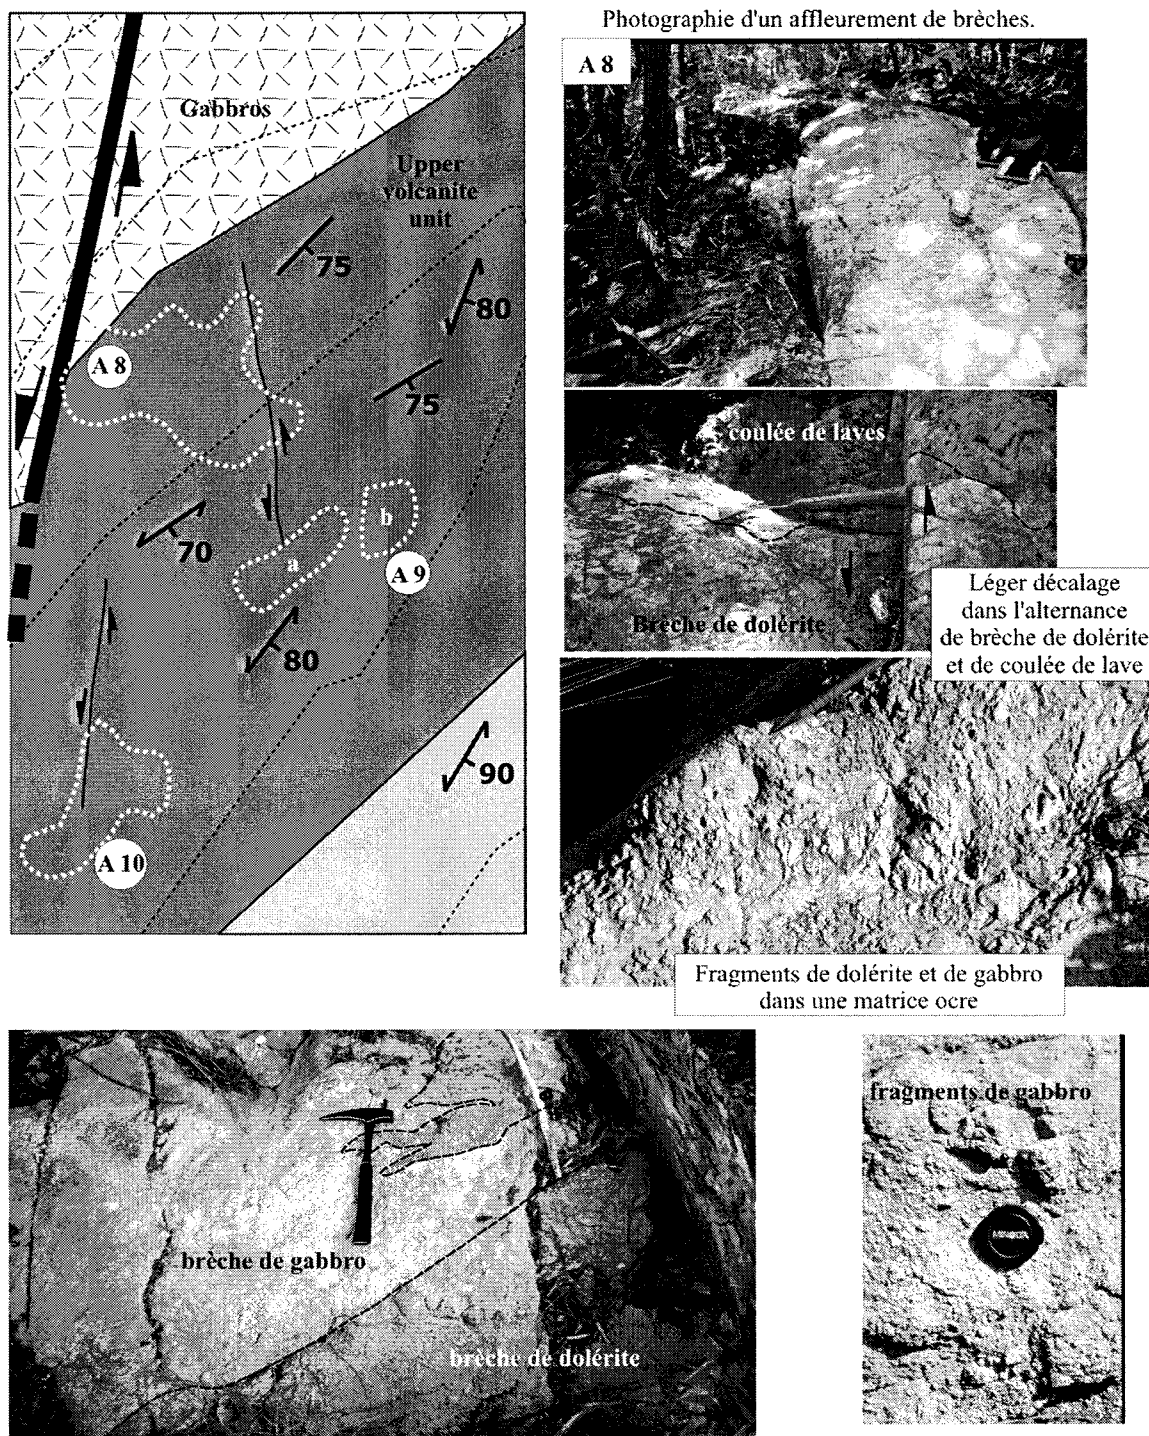 Photographie d'un affleurement de brèches.
Gabbros
Upper
volcanite
unit
75
80
A 8
75
70
b
a
A 9
80
90
A 10
A 8
coulée de laves
Brèche de dolérite
Léger décalage
dans l'alternance
de brèche de dolérite
et de coulée de lave
Fragments de dolérite et de gabbro
dans une matrice ocre
brèche de gabbro
brèche de dolérite
fragments de gabbro
MINOLTA